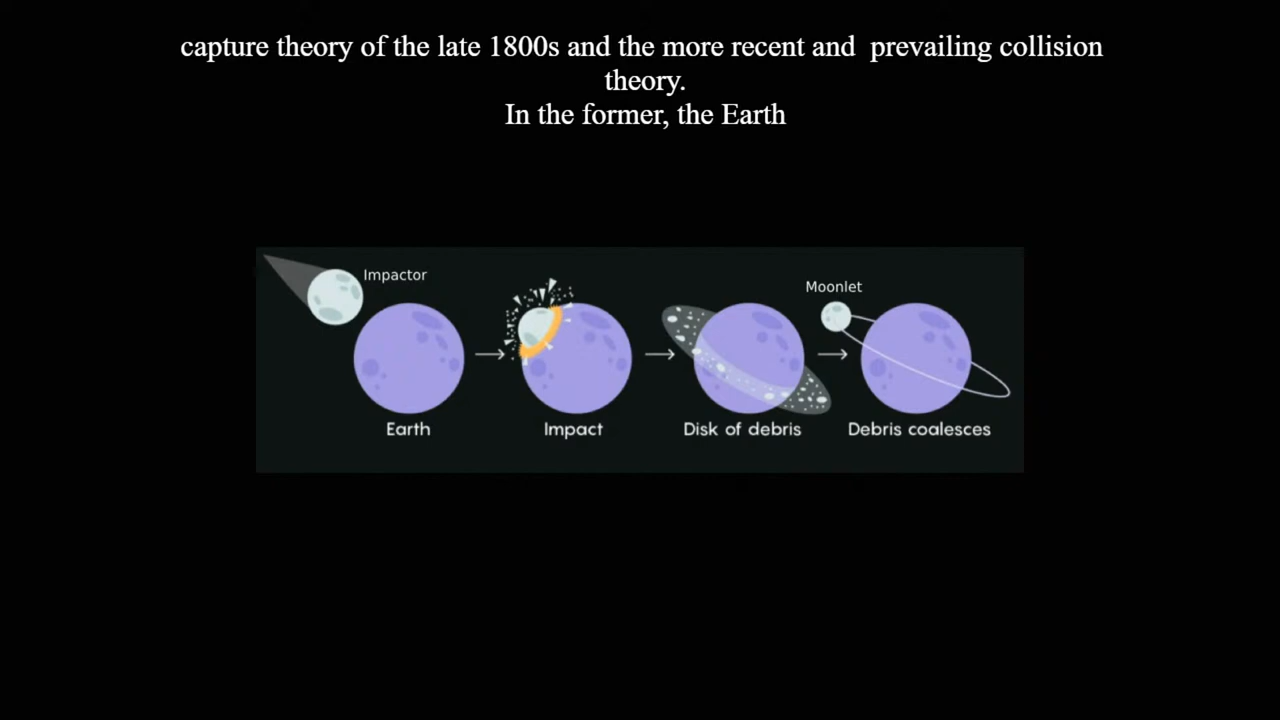 capture theory of the late 1800s and the more recent and  prevailing collision
theory.
In the former, the Earth
Impactor
Moonlet
Earth
Impact
Disk of debris
Debris coalesces